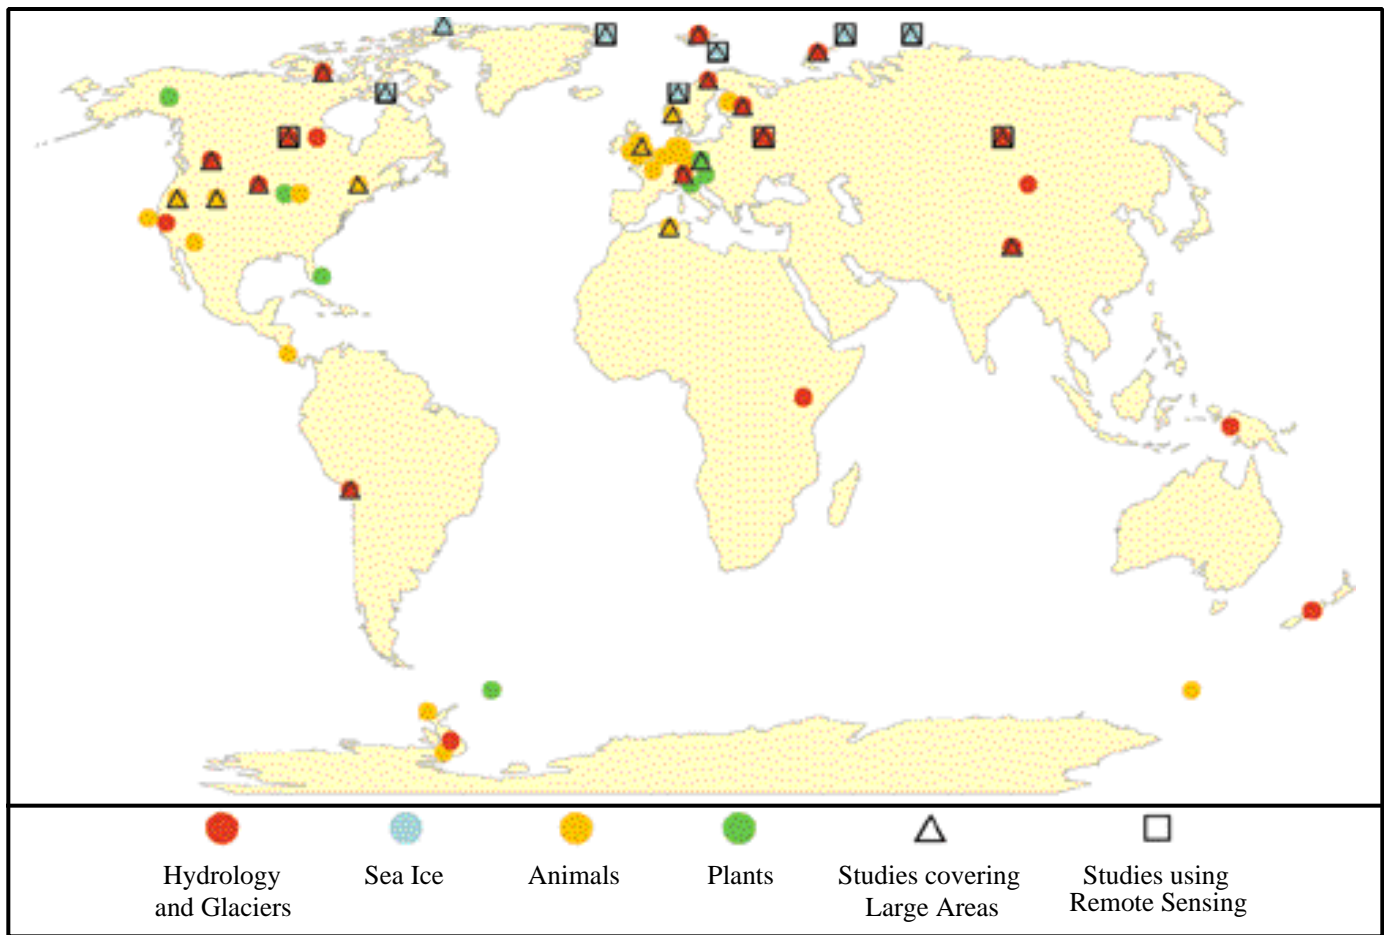 Hydrology
and Glaciers
Sea Ice
Animals
Plants
Studies covering
Large Areas
Studies using
Remote Sensing